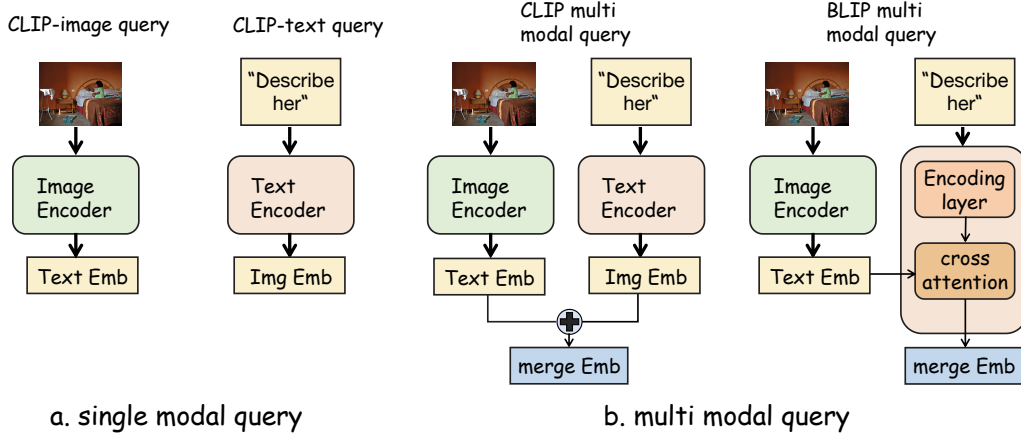 CLIP-image query
CLIP-text query
CLIP multi
modal query
BLIP multi
modal query
“Describe
her“
“Describe
her“
“Describe
her“
Image
Encoder
Text
Encoder
Image
Encoder
Text
Encoder
Image
Encoder
Encoding
layer
cross
attention
Text Emb
Img Emb
Text Emb
Img Emb
Text Emb
merge Emb
merge Emb
a. single modal query
b. multi modal query